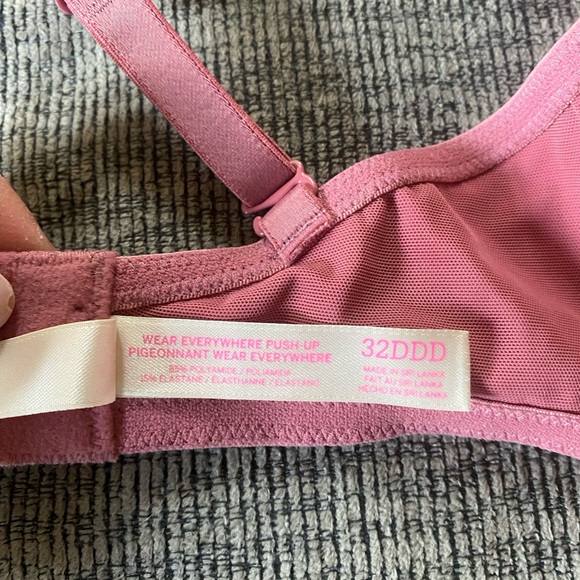 WEAR EVERYWHERE PUSH-UP
PIGEONNANT WEAR EVERYWHERE
85% POLYAMIDE / POLIAMIDA
15% ELASTANE / ÉLASTHANNE / ELASTANO
32DDD
MADE IN SRI LANKA
FAIT AU SRI LANKA
HECHO EN SRI LANKA